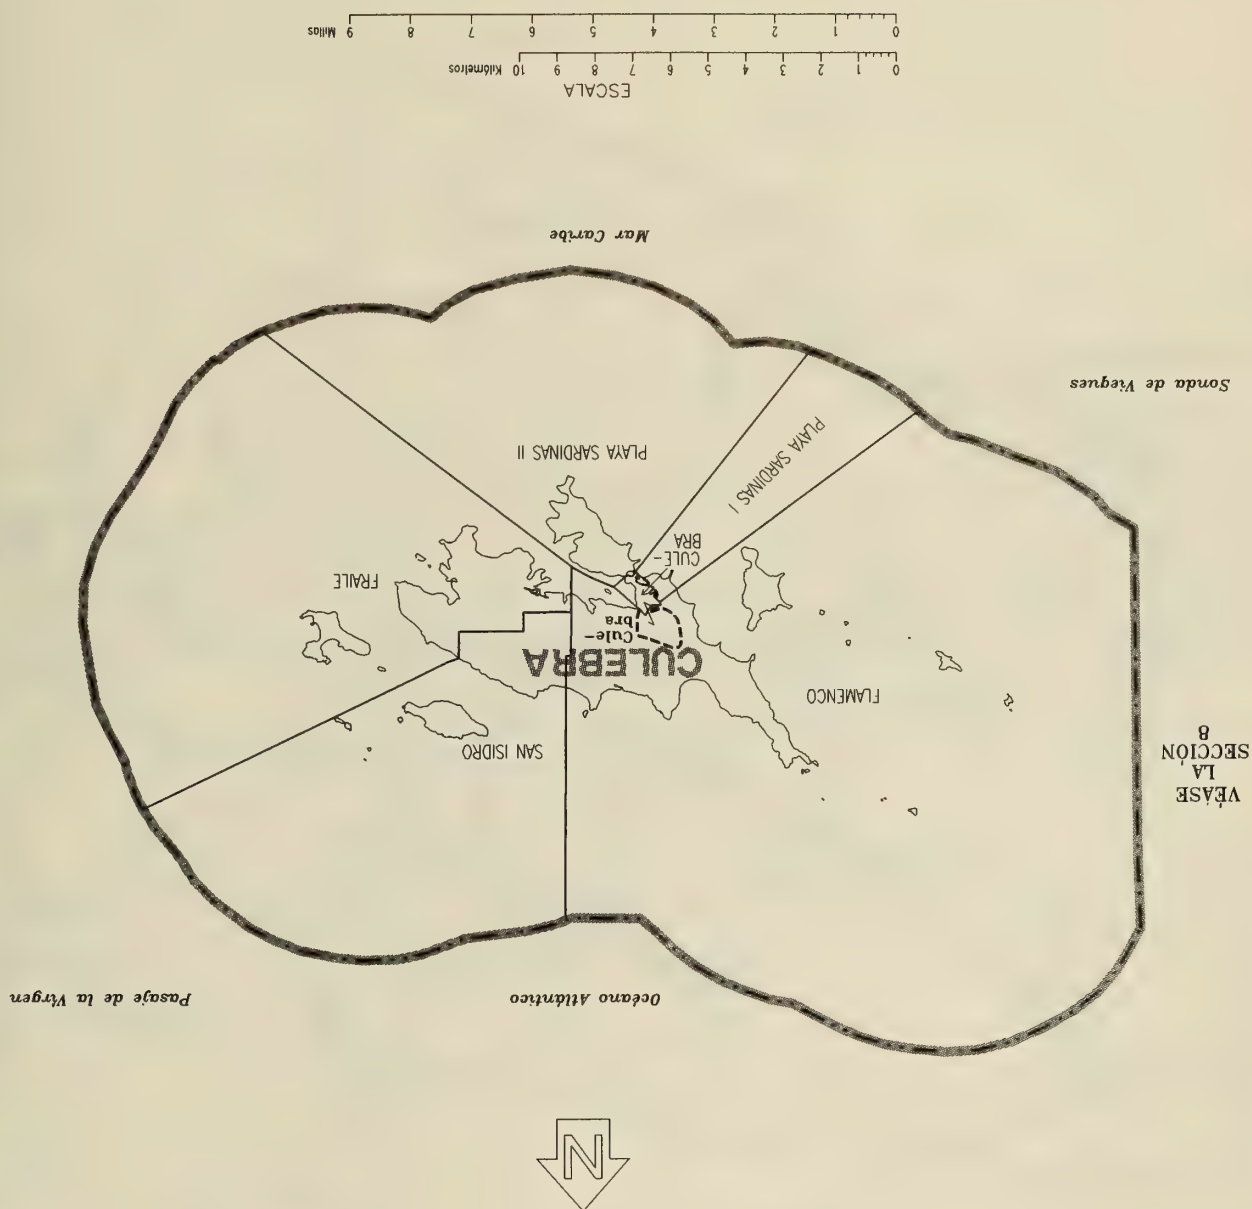 N
Océano Atlántico
Pasaje de la Virgen
VÉASE
LA
SECCIÓN
8
SAN ISIDRO
FLAMENCO
CULEBRA
Cule-
bra
FRAILE
CULE-
BRA
PLAYA SARDINAS I
PLAYA SARDINAS II
Sonda de Vieques
Mar Caribe
ESCALA
0 1 2 3 4 5 6 7 8 9 10 Kilómetros
0 1 2 3 4 5 6 7 8 9 Millas